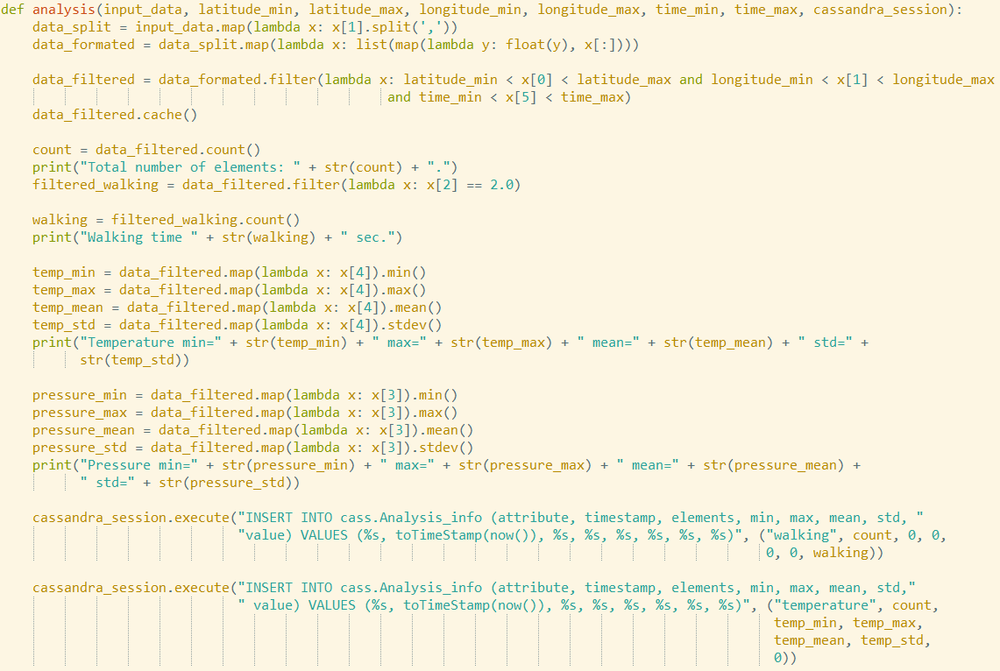 def analysis(input_data, latitude_min, latitude_max, longitude_min, longitude_max, time_min, time_max, cassandra_session):
    data_split = input_data.map(lambda x: x[1].split(','))
    data_formated = data_split.map(lambda x: list(map(lambda y: float(y), x[:])))

    data_filtered = data_formated.filter(lambda x: latitude_min < x[0] < latitude_max and longitude_min < x[1] < longitude_max
                                             and time_min < x[5] < time_max)
    data_filtered.cache()

    count = data_filtered.count()
    print("Total number of elements: " + str(count) + ".")
    filtered_walking = data_filtered.filter(lambda x: x[2] == 2.0)

    walking = filtered_walking.count()
    print("Walking time " + str(walking) + " sec.")

    temp_min = data_filtered.map(lambda x: x[4]).min()
    temp_max = data_filtered.map(lambda x: x[4]).max()
    temp_mean = data_filtered.map(lambda x: x[4]).mean()
    temp_std = data_filtered.map(lambda x: x[4]).stdev()
    print("Temperature min=" + str(temp_min) + " max=" + str(temp_max) + " mean=" + str(temp_mean) + " std=" +
          str(temp_std))

    pressure_min = data_filtered.map(lambda x: x[3]).min()
    pressure_max = data_filtered.map(lambda x: x[3]).max()
    pressure_mean = data_filtered.map(lambda x: x[3]).mean()
    pressure_std = data_filtered.map(lambda x: x[3]).stdev()
    print("Pressure min=" + str(pressure_min) + " max=" + str(pressure_max) + " mean=" + str(pressure_mean) +
          " std=" + str(pressure_std))

    cassandra_session.execute("INSERT INTO cass.Analysis_info (attribute, timestamp, elements, min, max, mean, std, "
                              "value) VALUES (%s, toTimeStamp(now()), %s, %s, %s, %s, %s, %s)", ("walking", count, 0, 0,
                                                                                                 0, 0, walking))

    cassandra_session.execute("INSERT INTO cass.Analysis_info (attribute, timestamp, elements, min, max, mean, std,"
                              " value) VALUES (%s, toTimeStamp(now()), %s, %s, %s, %s, %s, %s)", ("temperature", count,
                                                                                                  temp_min, temp_max,
                                                                                                  temp_mean, temp_std,
                                                                                                  0))